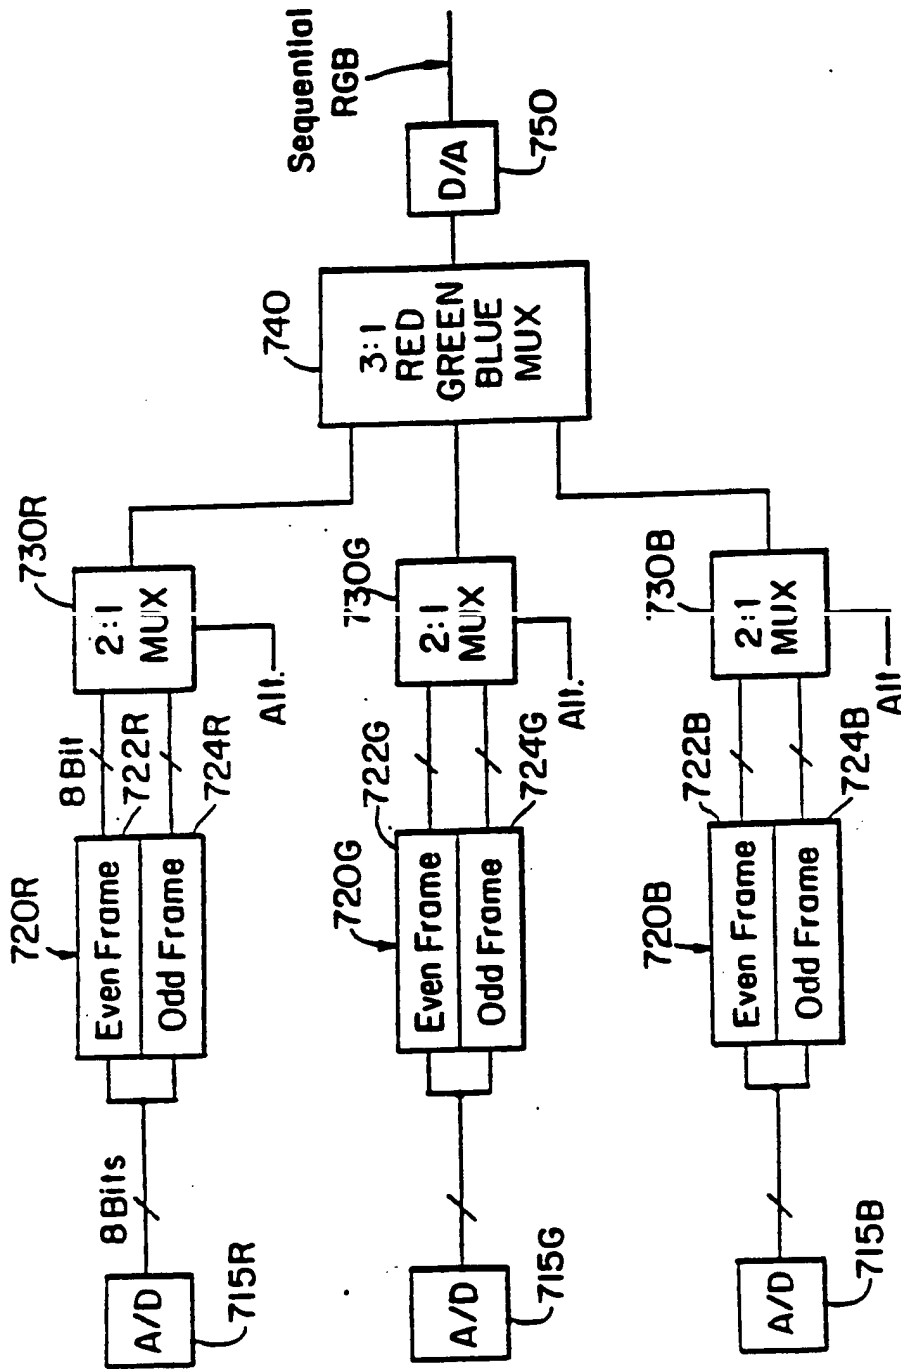 A/D
715R
8 Bits
720R
Even Frame
Odd Frame
8 Bit
722R
724R
730R
2:1
MUX
Alt.
A/D
715G
720G
Even Frame
Odd Frame
722G
724G
730G
2:1
MUX
Alt.
A/D
715B
720B
Even Frame
Odd Frame
722B
724B
730B
2:1
MUX
Alt
740
3:1
RED
GREEN
BLUE
MUX
D/A
750
Sequential
RGB